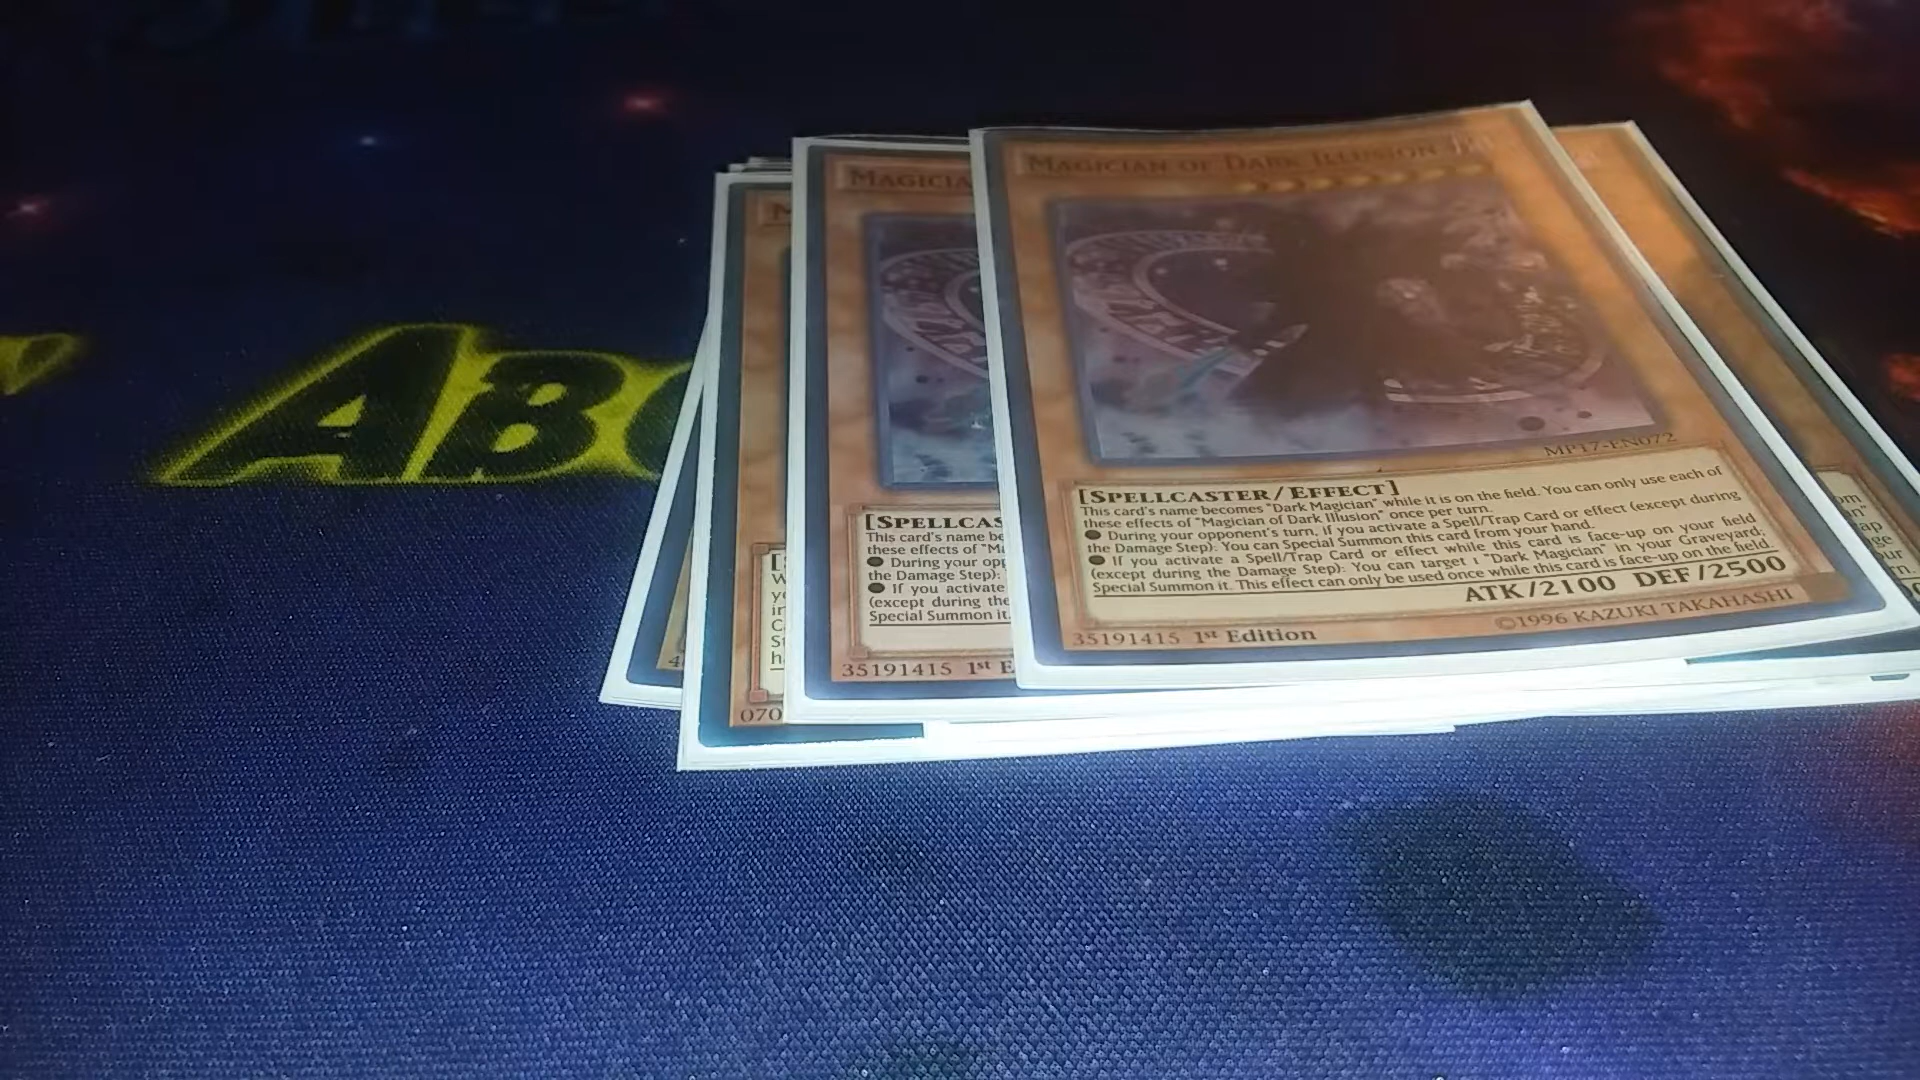 ABC
MAGICIAN OF DARK ILLUSION
MP17-EN072
[SPELLCASTER/EFFECT]
This card's name becomes "Dark Magician" while it is on the field. You can only use each of
these effects of "Magician of Dark Illusion" once per turn.
● During your opponent's turn, if you activate a Spell/Trap Card or effect (except during
the Damage Step): You can Special Summon this card from your hand.
● If you activate a Spell/Trap Card or effect while this card is face-up on your field
(except during the Damage Step): You can target 1 "Dark Magician" in your Graveyard;
Special Summon it. This effect can only be used once while this card is face-up on the field.
ATK/2100 DEF/2500
35191415 1st Edition
©1996 KAZUKI TAKAHASHI
MAGICIA
[SPELLCAS
This card's name be
these effects of "Ma
● During your opp
the Damage Step):
● If you activate
(except during the
Special Summon it.
35191415 1st E
070